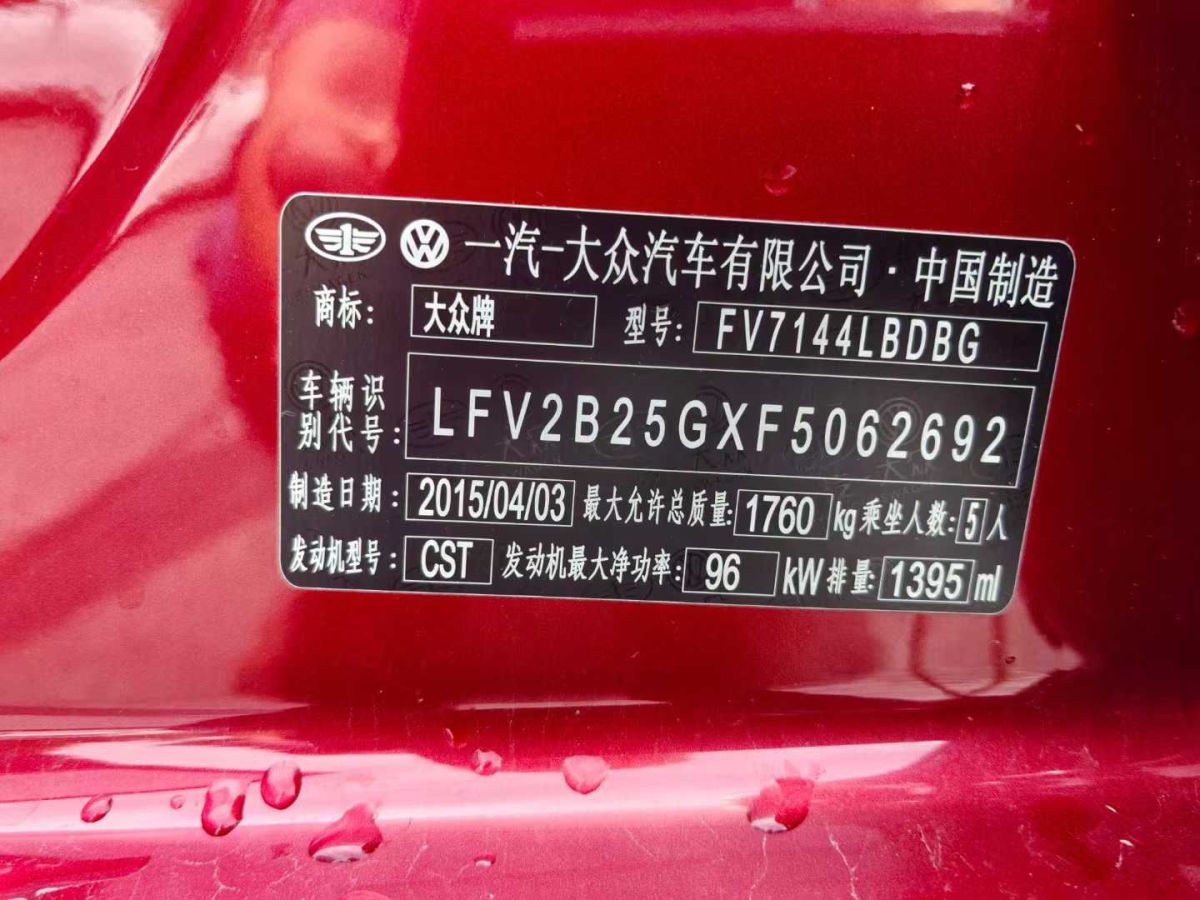 一汽-大众汽车有限公司·中国制造
商标: 大众牌 型号: FV7144LBDBG
车辆识别代号: LFV2B25GXF5062692
制造日期: 2015/04/03 最大允许总质量: 1760 kg 乘坐人数: 5 人
发动机型号: CST 发动机最大净功率: 96 kW 排量: 1395 ml